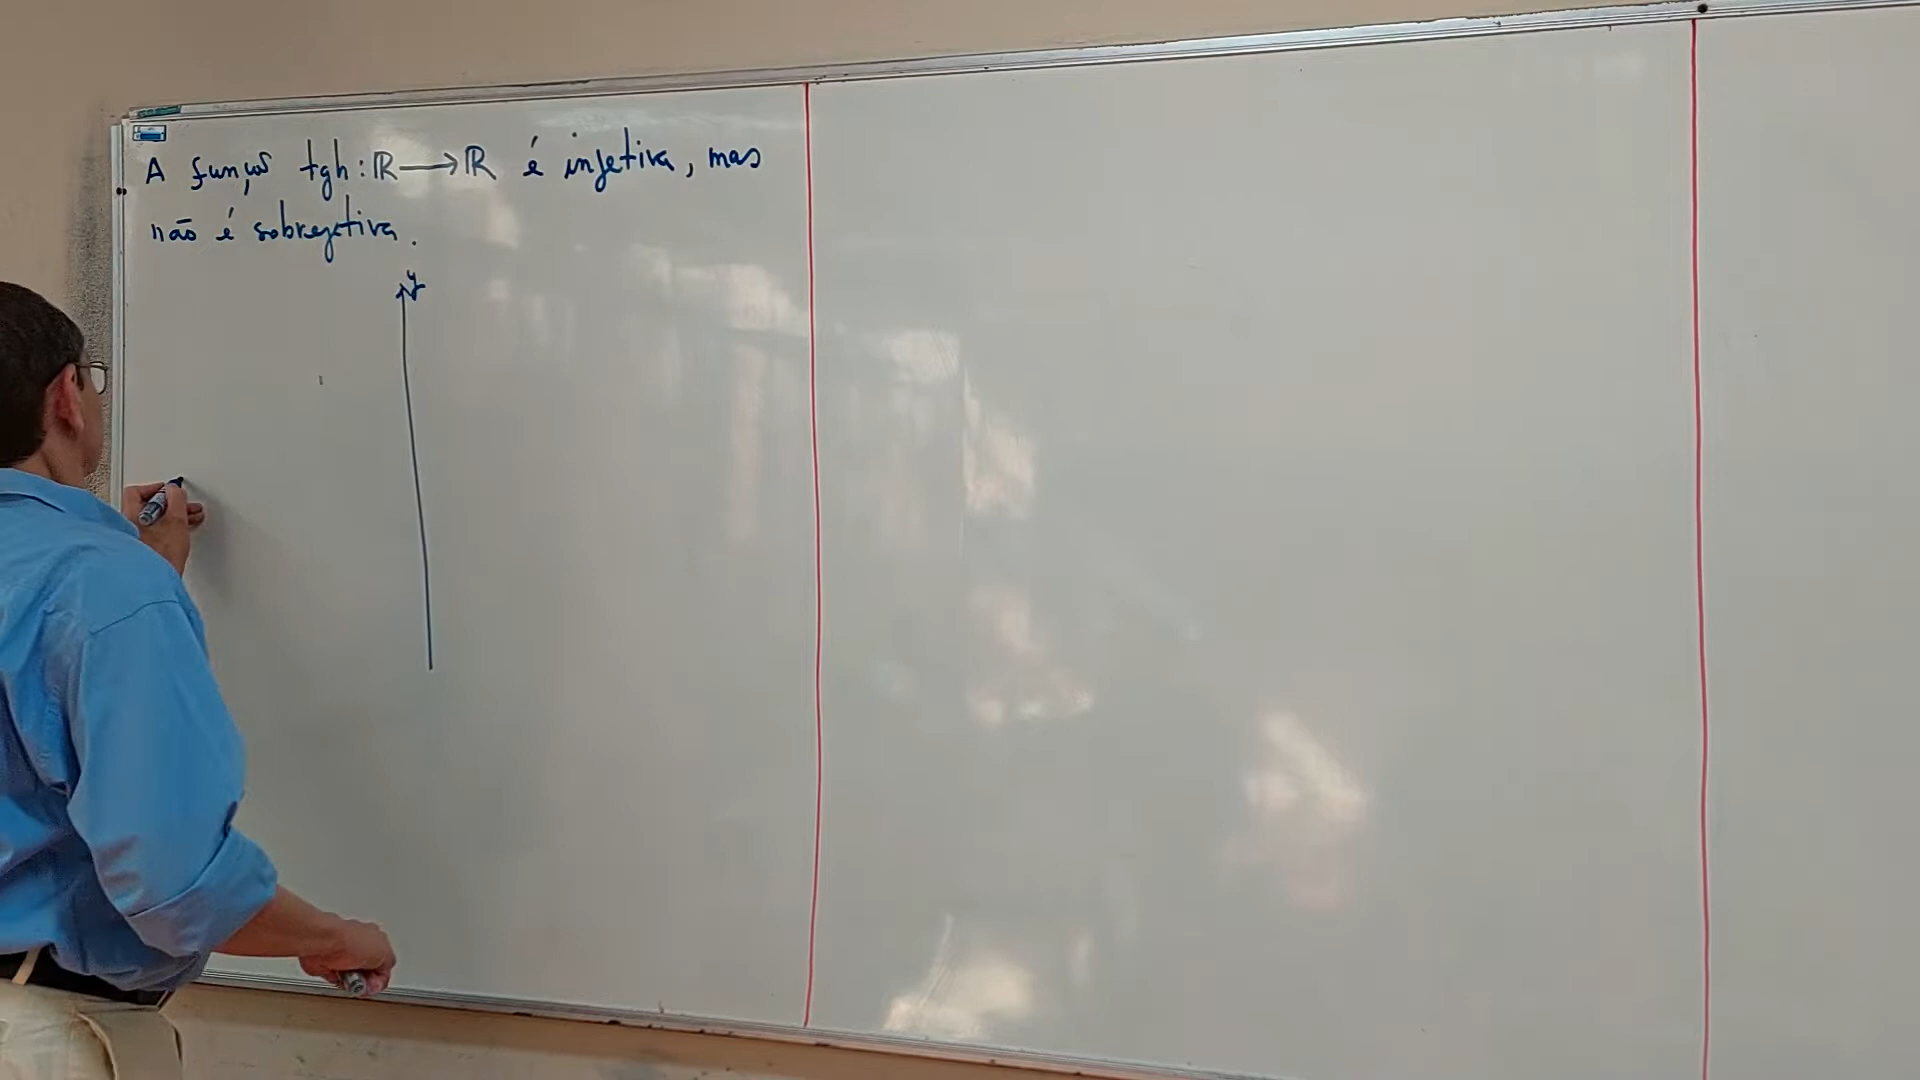 A função tgh : ℝ → ℝ é injetiva, mas
não é sobrejetiva.
y